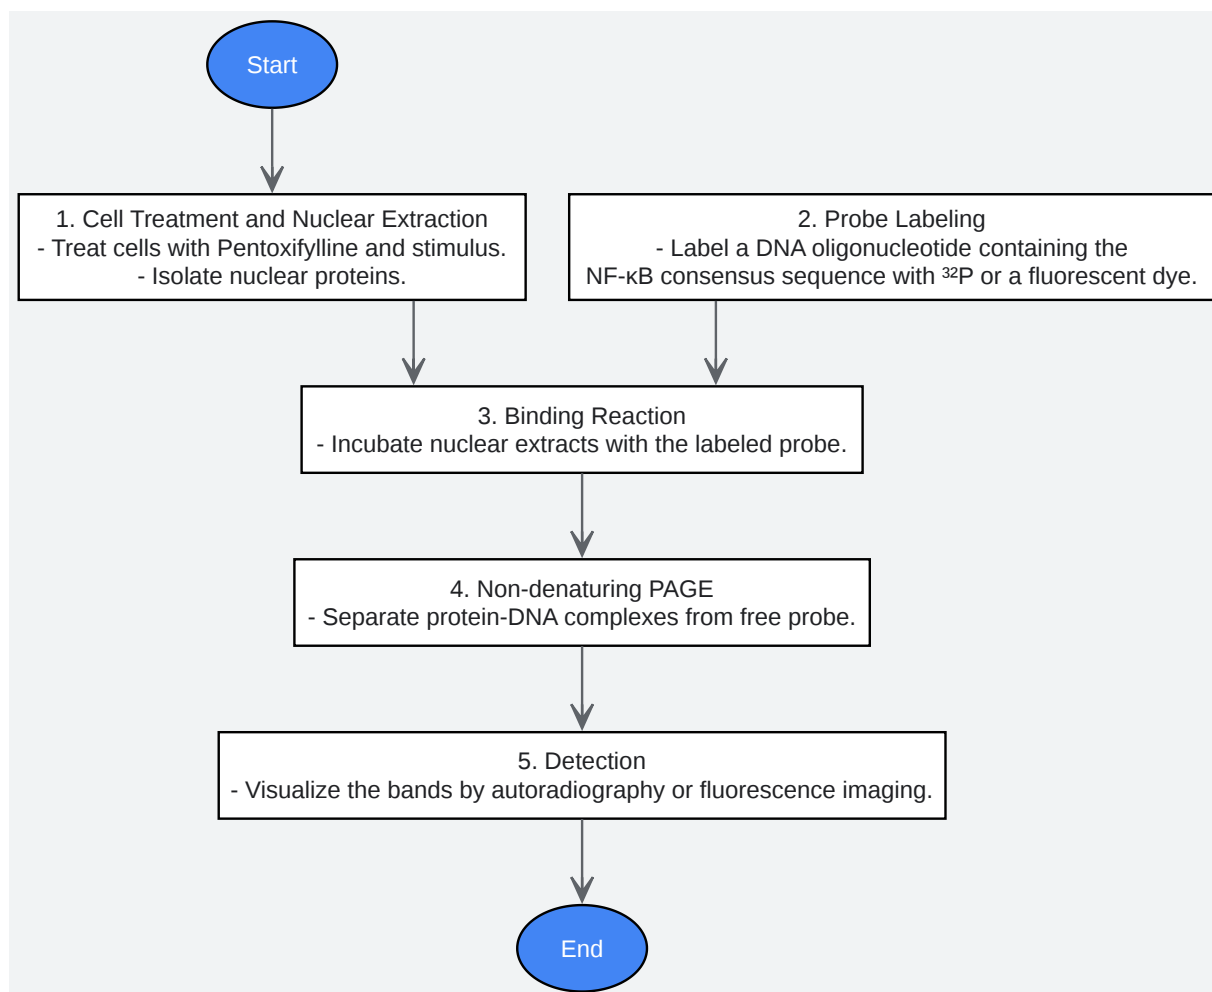 Start
1. Cell Treatment and Nuclear Extraction
- Treat cells with Pentoxifylline and stimulus.
- Isolate nuclear proteins.
2. Probe Labeling
- Label a DNA oligonucleotide containing the
NF-κB consensus sequence with ³²P or a fluorescent dye.
3. Binding Reaction
- Incubate nuclear extracts with the labeled probe.
4. Non-denaturing PAGE
- Separate protein-DNA complexes from free probe.
5. Detection
- Visualize the bands by autoradiography or fluorescence imaging.
End